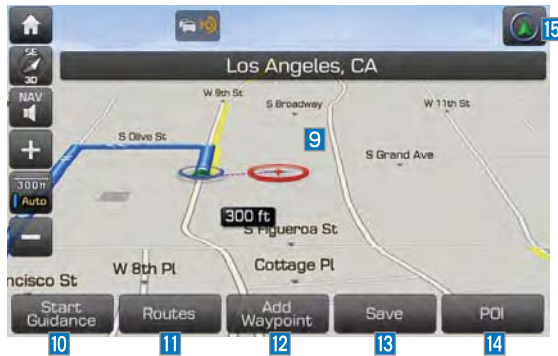 15
SE
3D
Los Angeles, CA
NAV
W 9th St
S Broadway
W 11th St
9
S Olive St
S Grand Ave
300 ft
Auto
300 ft
S Figueroa St
W 8th Pl
Cottage Pl
ncisco St
Start Guidance
Routes
Add Waypoint
Save
POI
10
11
12
13
14